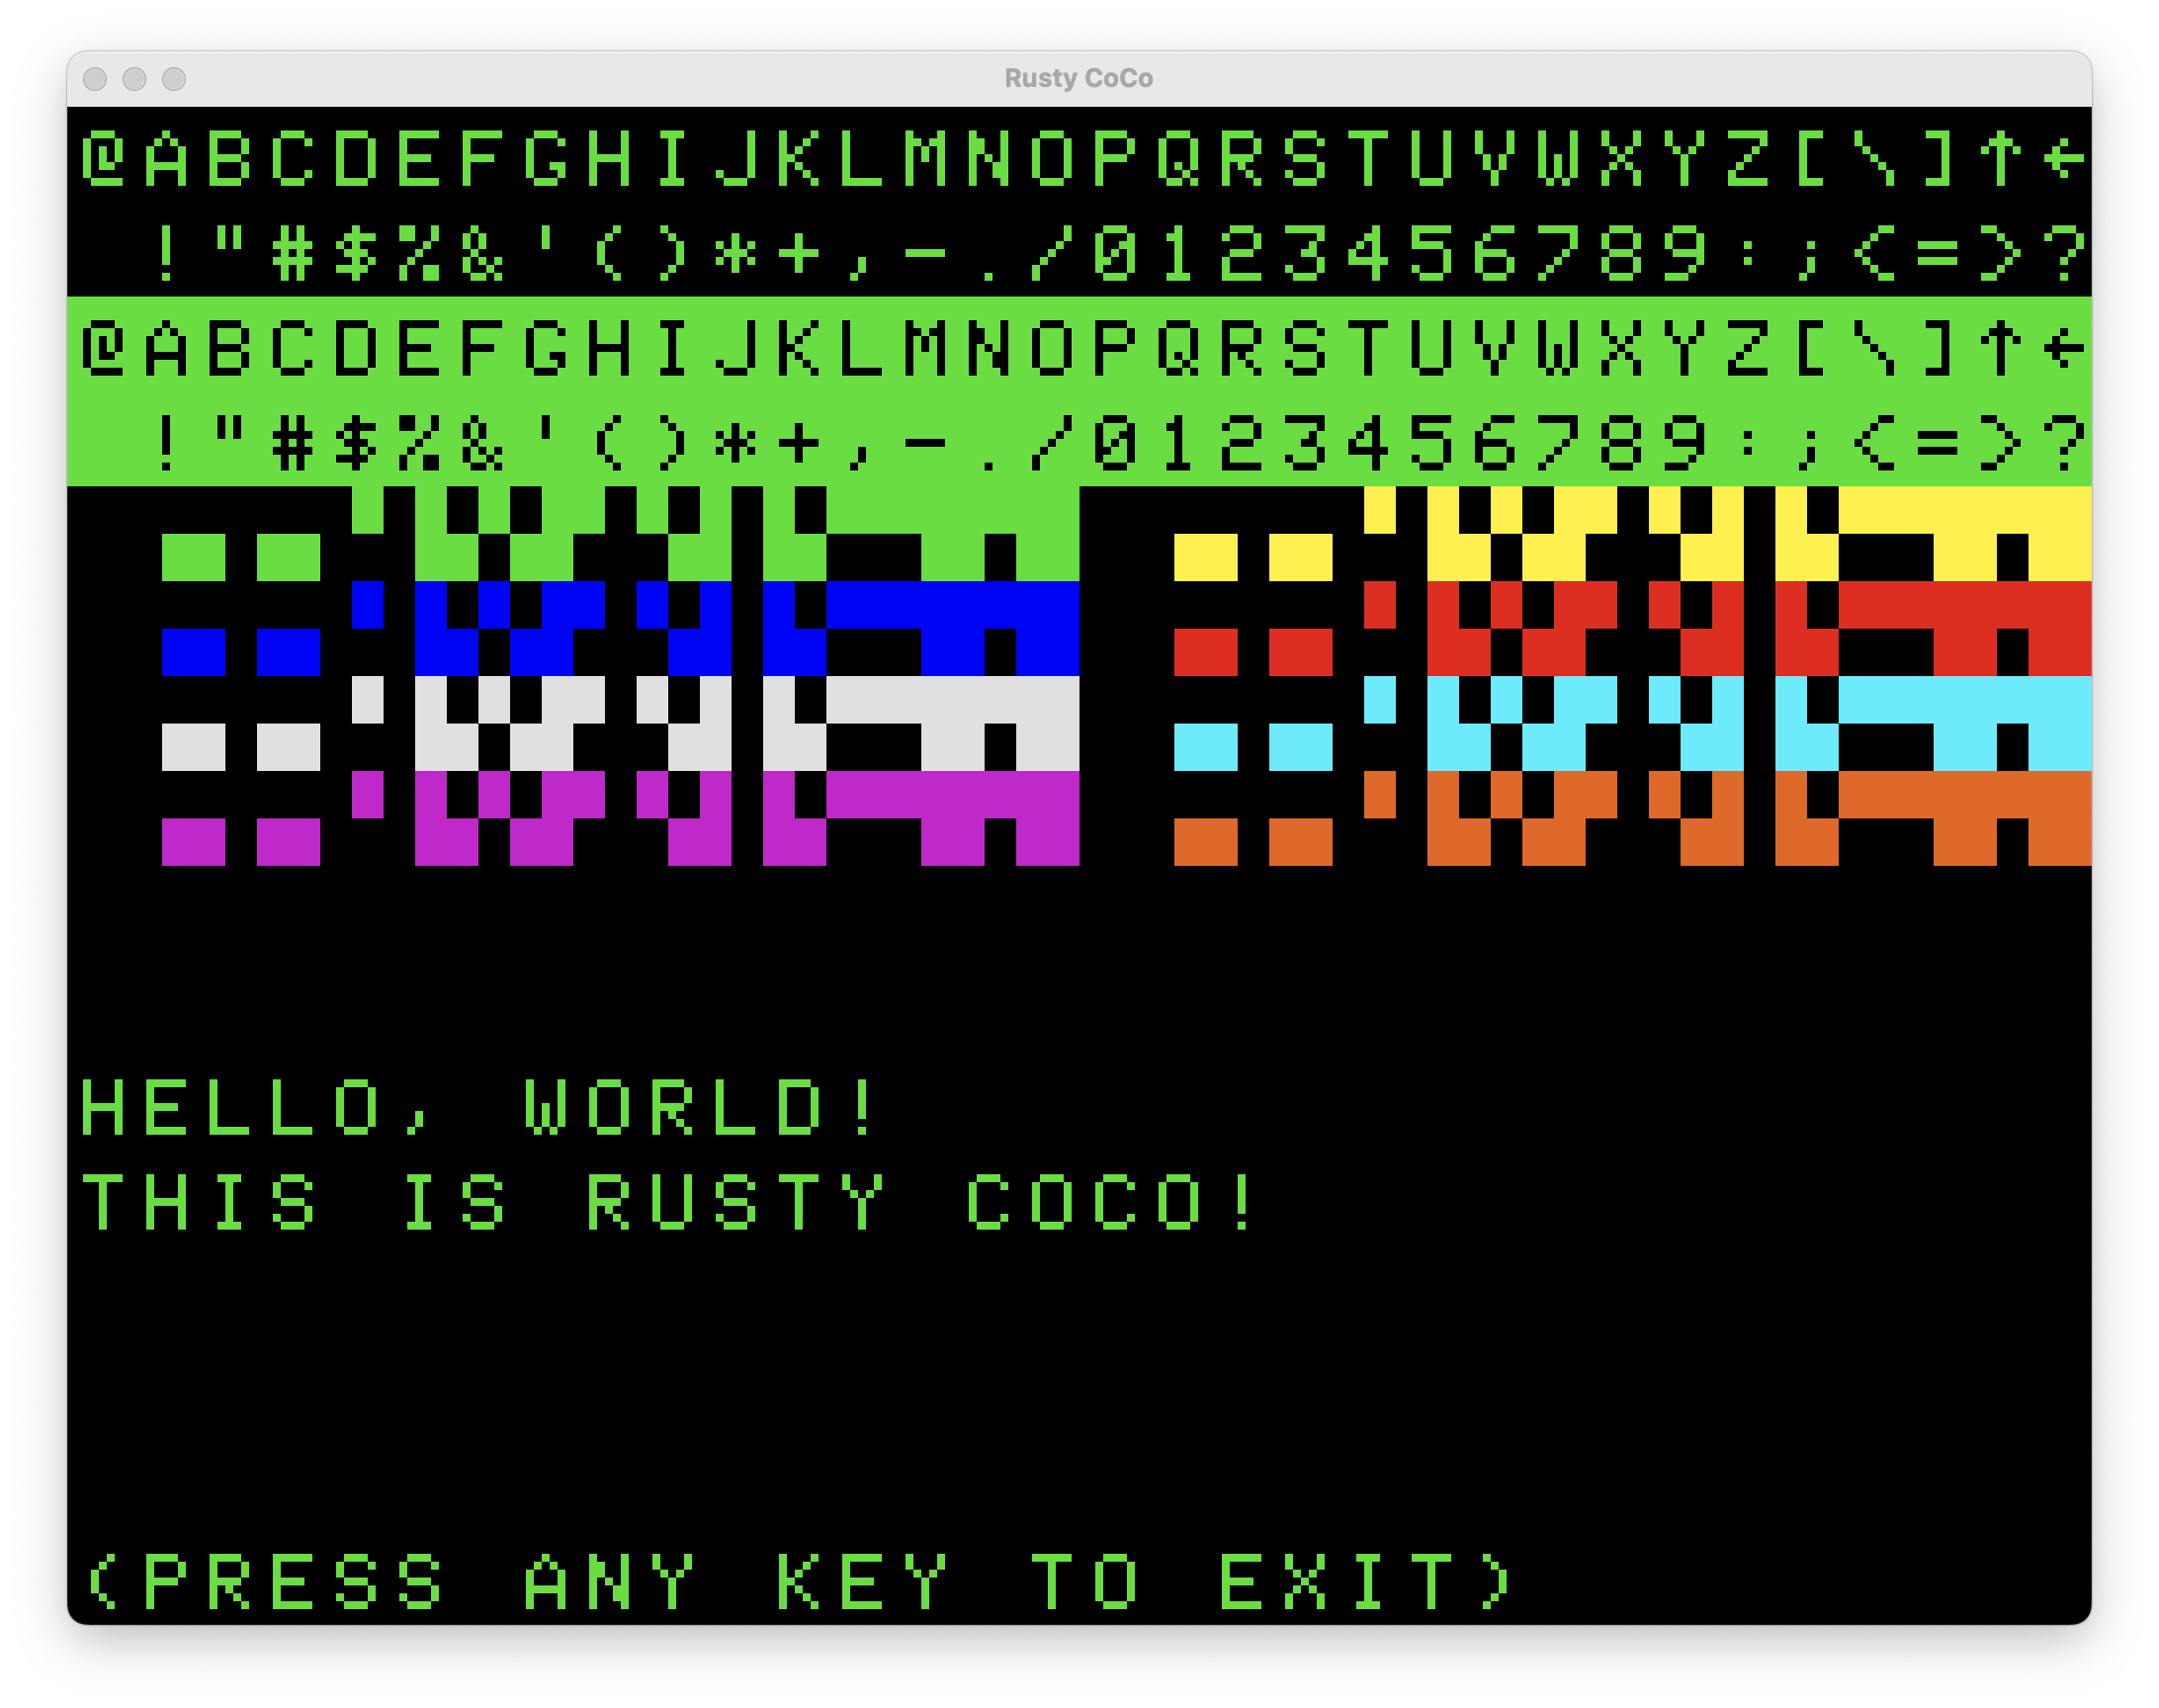 Rusty CoCo
@ABCDEFGHIJKLMNOPQRSTUVWXYZ[\]↑←
!"#$%&'()*+,-./0123456789:;<=>?
@ABCDEFGHIJKLMNOPQRSTUVWXYZ[\]↑←
!"#$%&'()*+,-./0123456789:;<=>?
HELLO, WORLD!
THIS IS RUSTY COCO!
(PRESS ANY KEY TO EXIT)